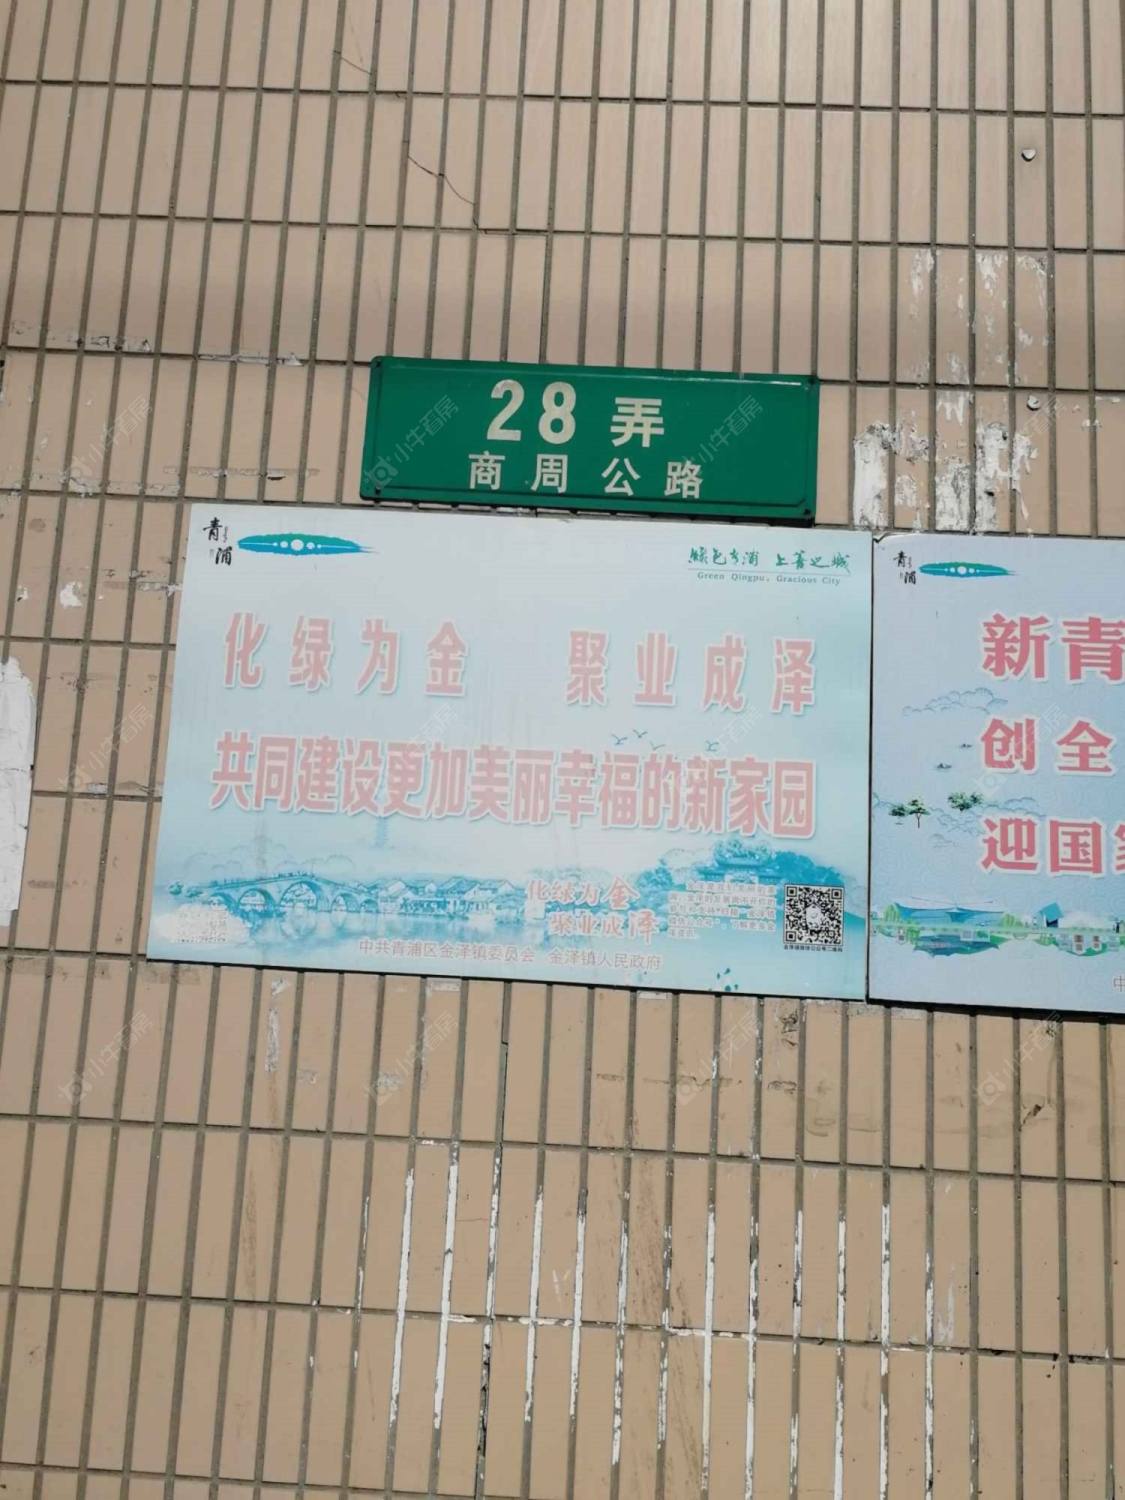 28弄
商周公路
青浦
绿色青浦 上善之城
Green Qingpu, Gracious City
化绿为金 聚业成泽
共同建设更加美丽幸福的新家园
化绿为金
聚业成泽
中共青浦区金泽镇委员会 金泽镇人民政府
青浦
新青
创全
迎国家
中